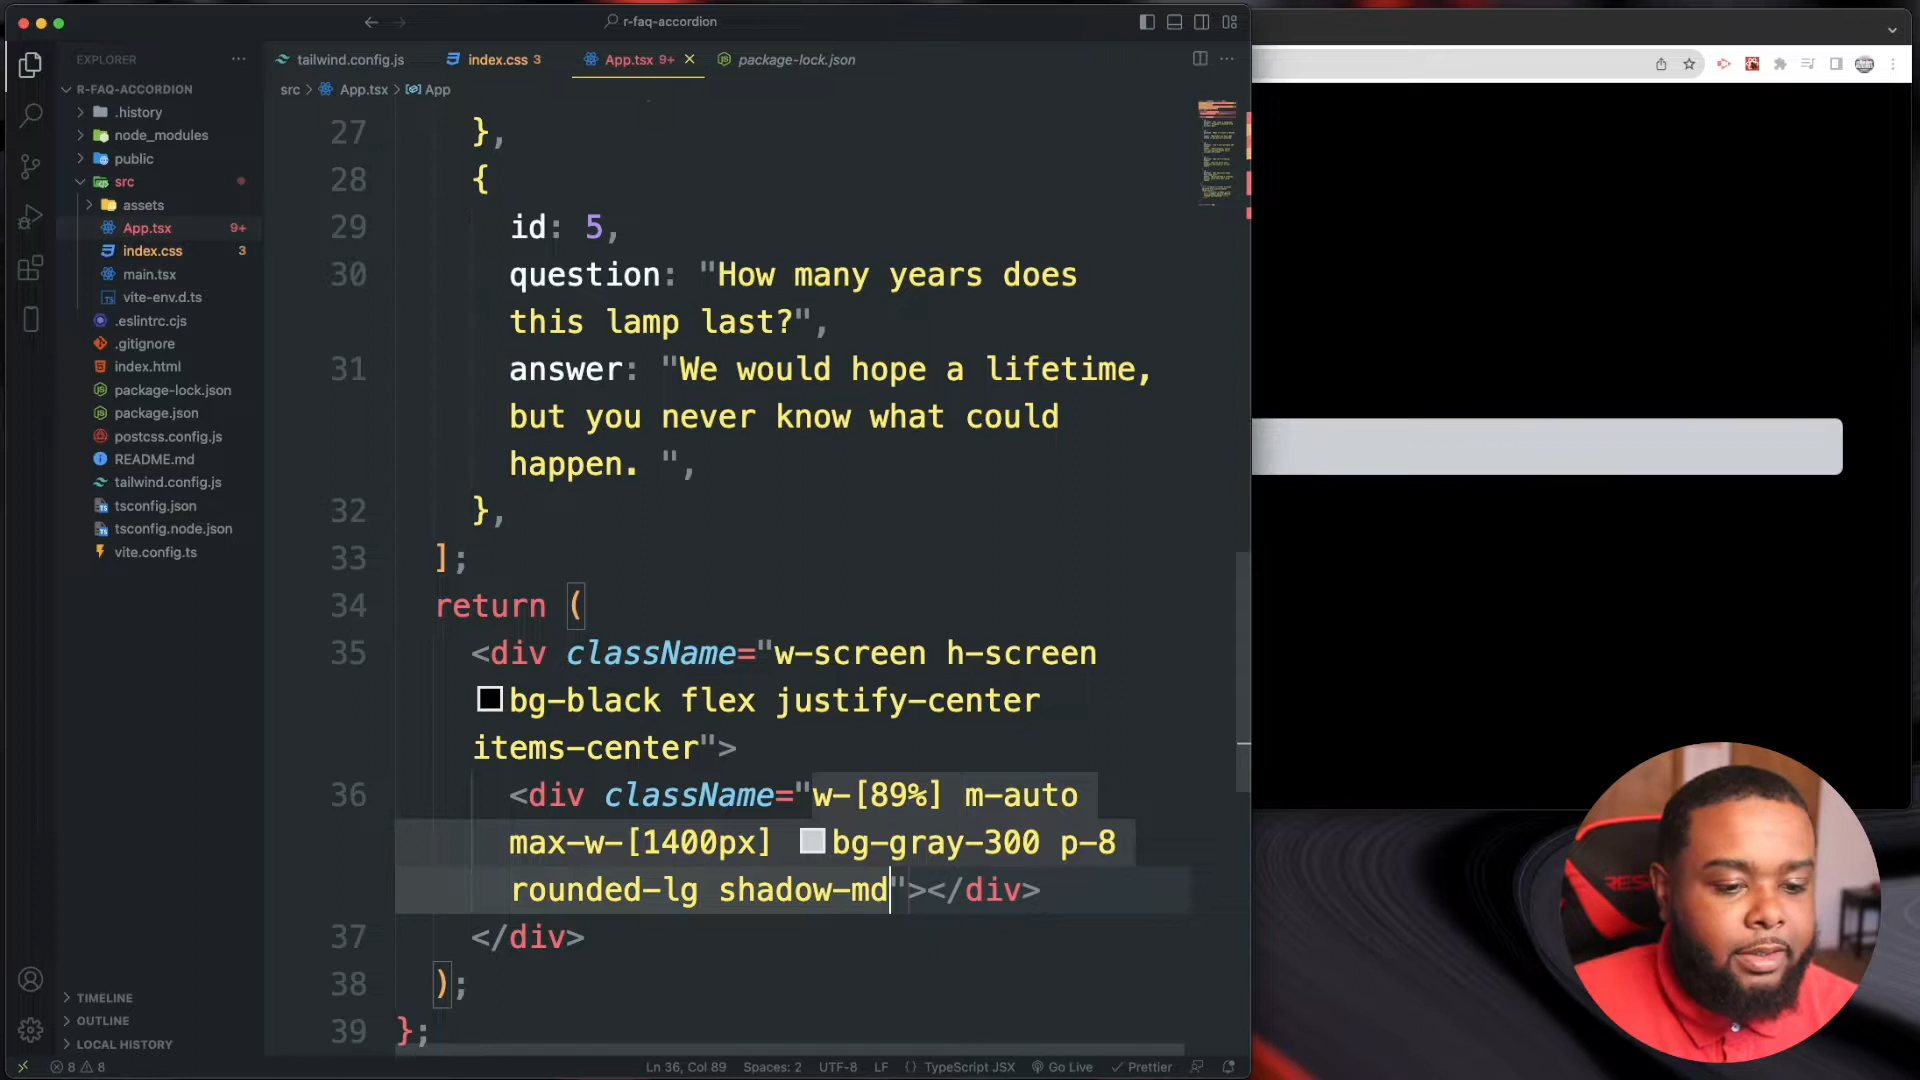 r-faq-accordion
EXPLORER
tailwind.config.js
index.css 3
App.tsx 9+
package-lock.json
src > App.tsx > App
R-FAQ-ACCORDION
.history
node_modules
public
src
assets
App.tsx 9+
index.css 3
main.tsx
vite-env.d.ts
.eslintrc.cjs
.gitignore
index.html
package-lock.json
package.json
postcss.config.js
README.md
tailwind.config.js
tsconfig.json
tsconfig.node.json
vite.config.ts
TIMELINE
OUTLINE
LOCAL HISTORY
27 },
28 {
29 id: 5,
30 question: "How many years does
this lamp last?",
31 answer: "We would hope a lifetime,
but you never know what could
happen. ",
32 },
33 ];
34 return (
35 <div className="w-screen h-screen
bg-black flex justify-center
items-center">
36 <div className="w-[89%] m-auto
max-w-[1400px] bg-gray-300 p-8
rounded-lg shadow-md"></div>
37 </div>
38 );
39 };
8 8
Ln 36, Col 89
Spaces: 2
UTF-8
LF
{} TypeScript JSX
Go Live
Prettier